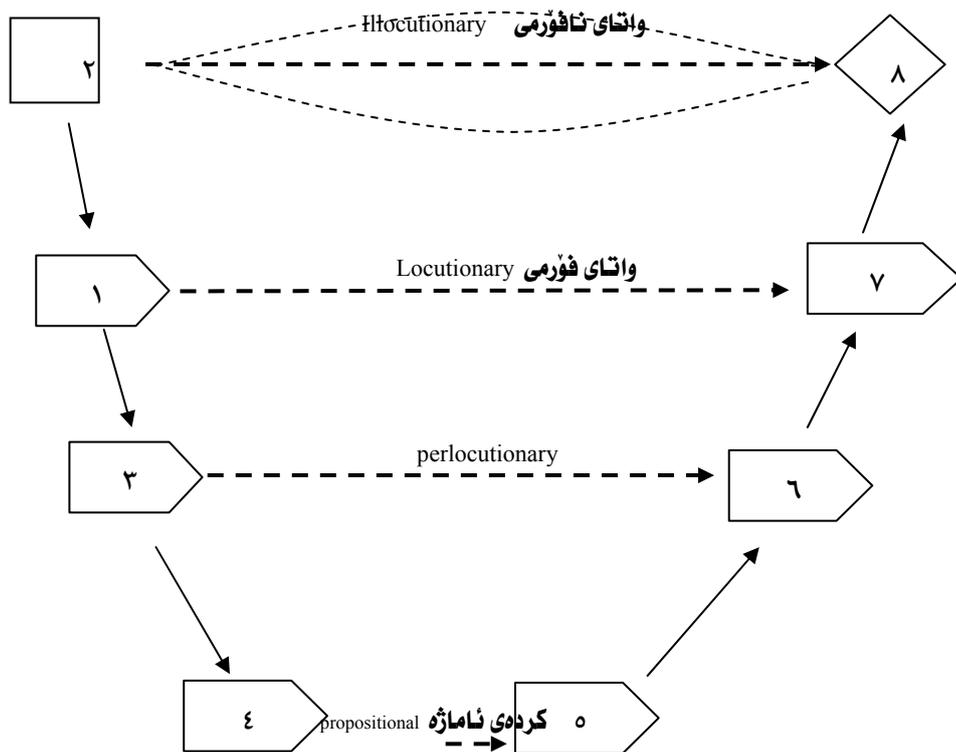 Illocutionary واتای نافۆرمی
٢
٨
Locutionary واتای فۆرمی
١
٧
perlocutionary
٣
٦
٤
propositional کردەی ئاماژە
٥